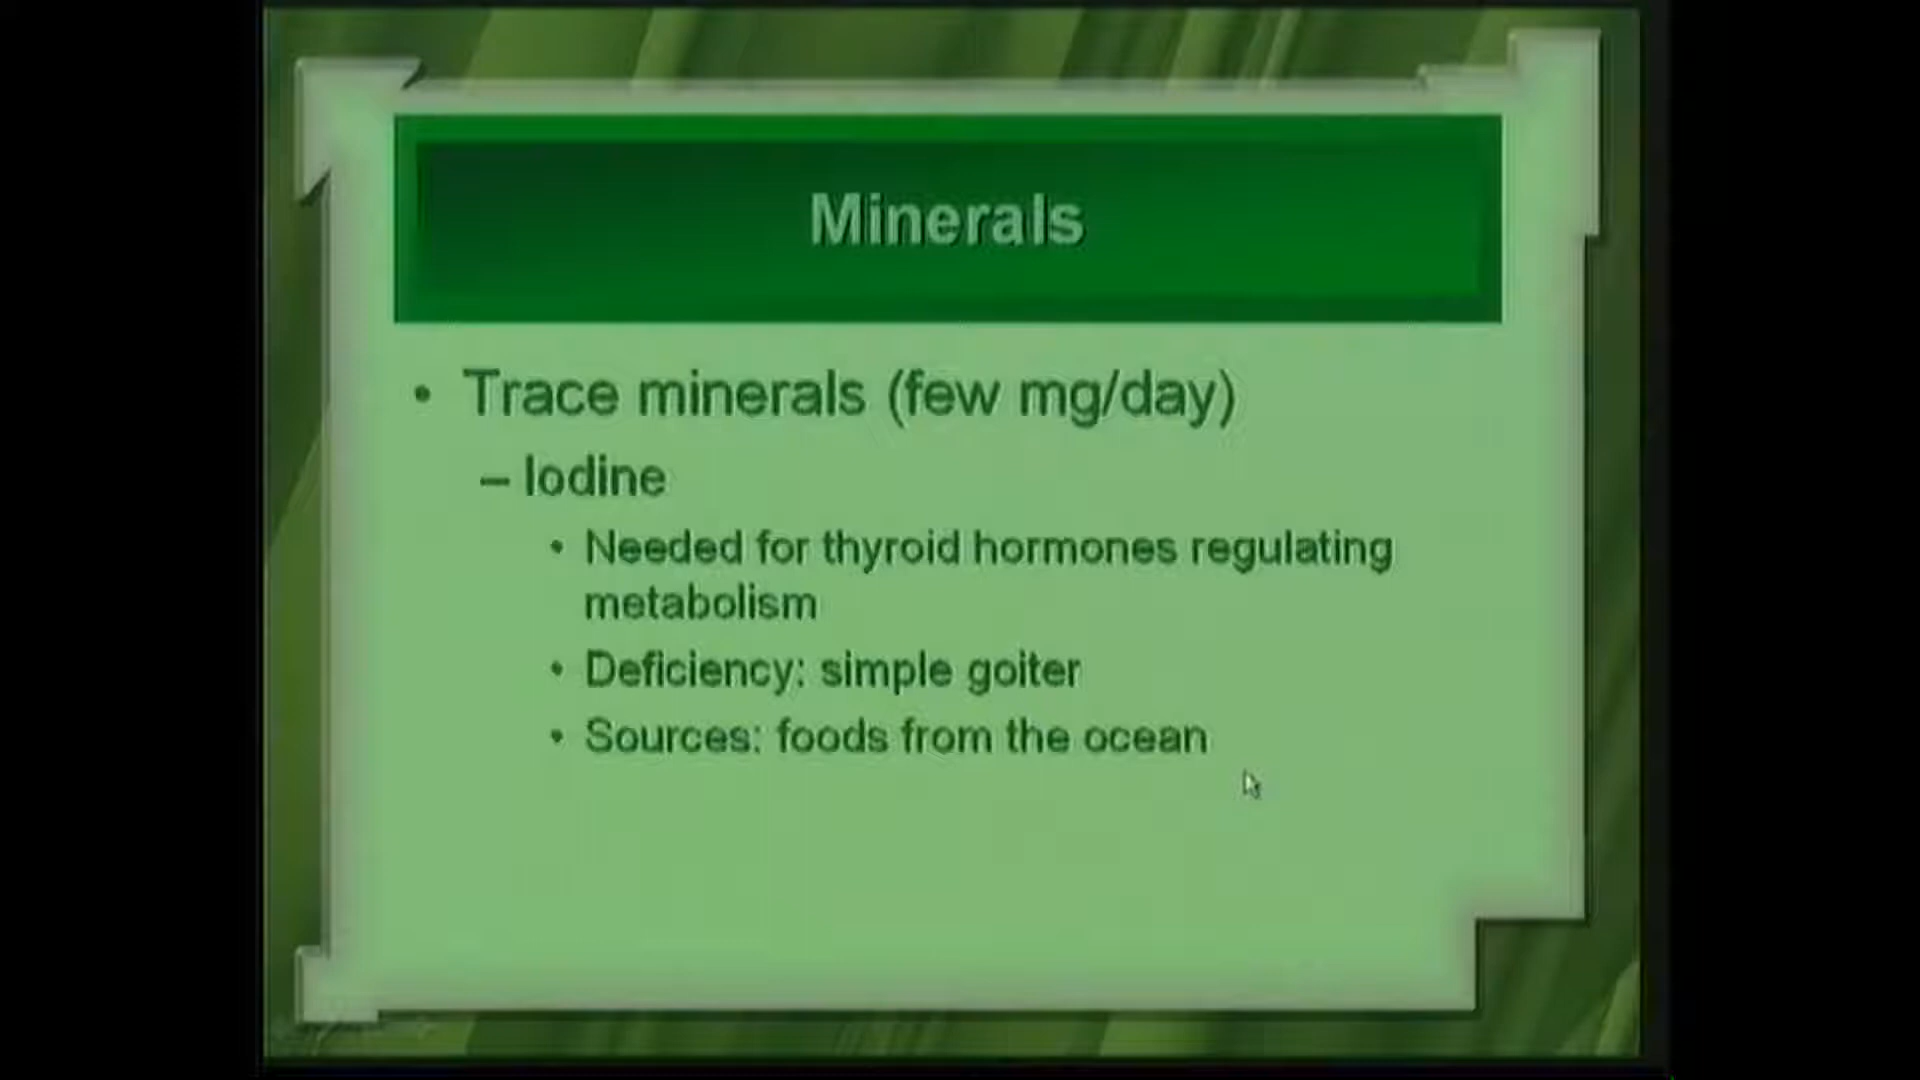 Minerals
• Trace minerals (few mg/day)
– Iodine
• Needed for thyroid hormones regulating
metabolism
• Deficiency: simple goiter
• Sources: foods from the ocean